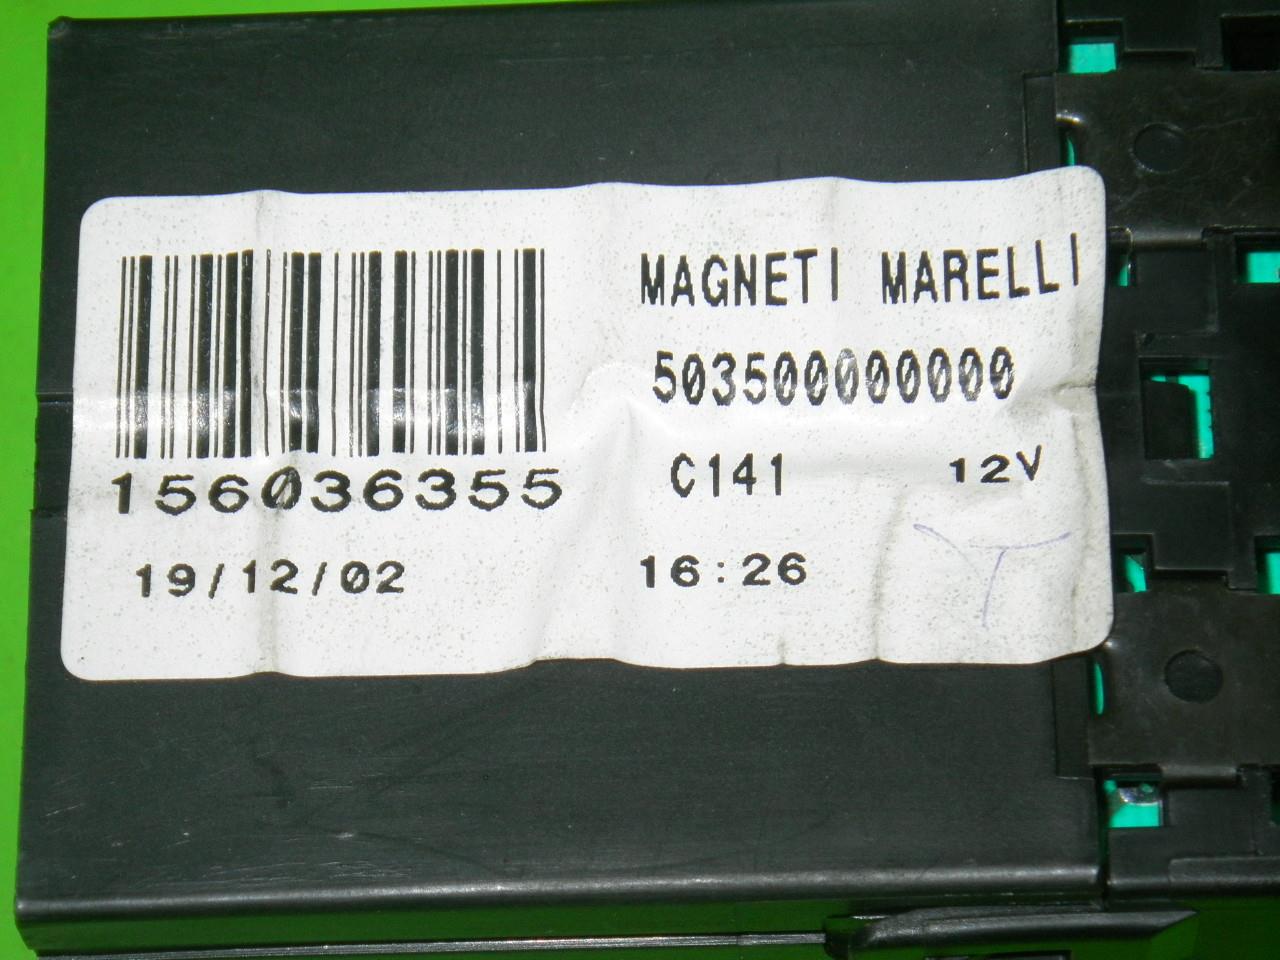 MAGNETI MARELLI
503500000000
156036355
C141 12V
19/12/02 16:26